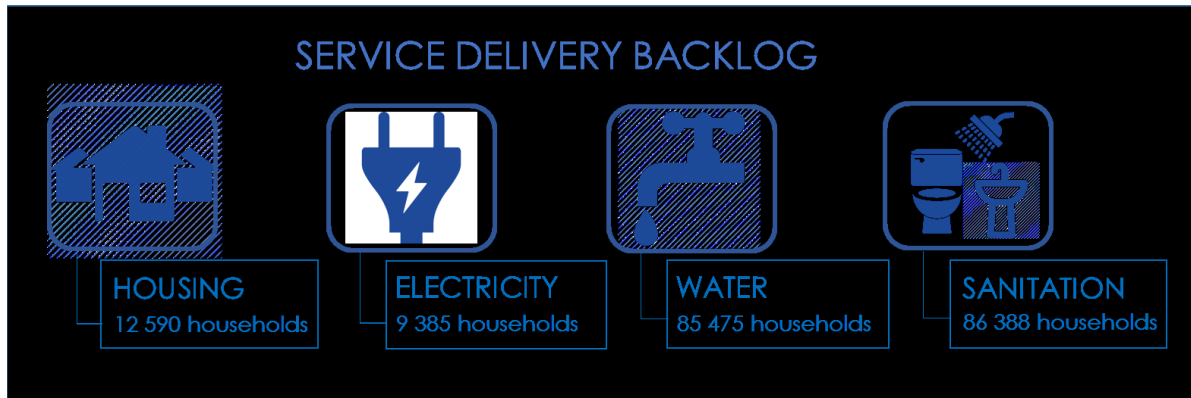 SERVICE DELIVERY BACKLOG
HOUSING
12 590 households
ELECTRICITY
9 385 households
WATER
85 475 households
SANITATION
86 388 households